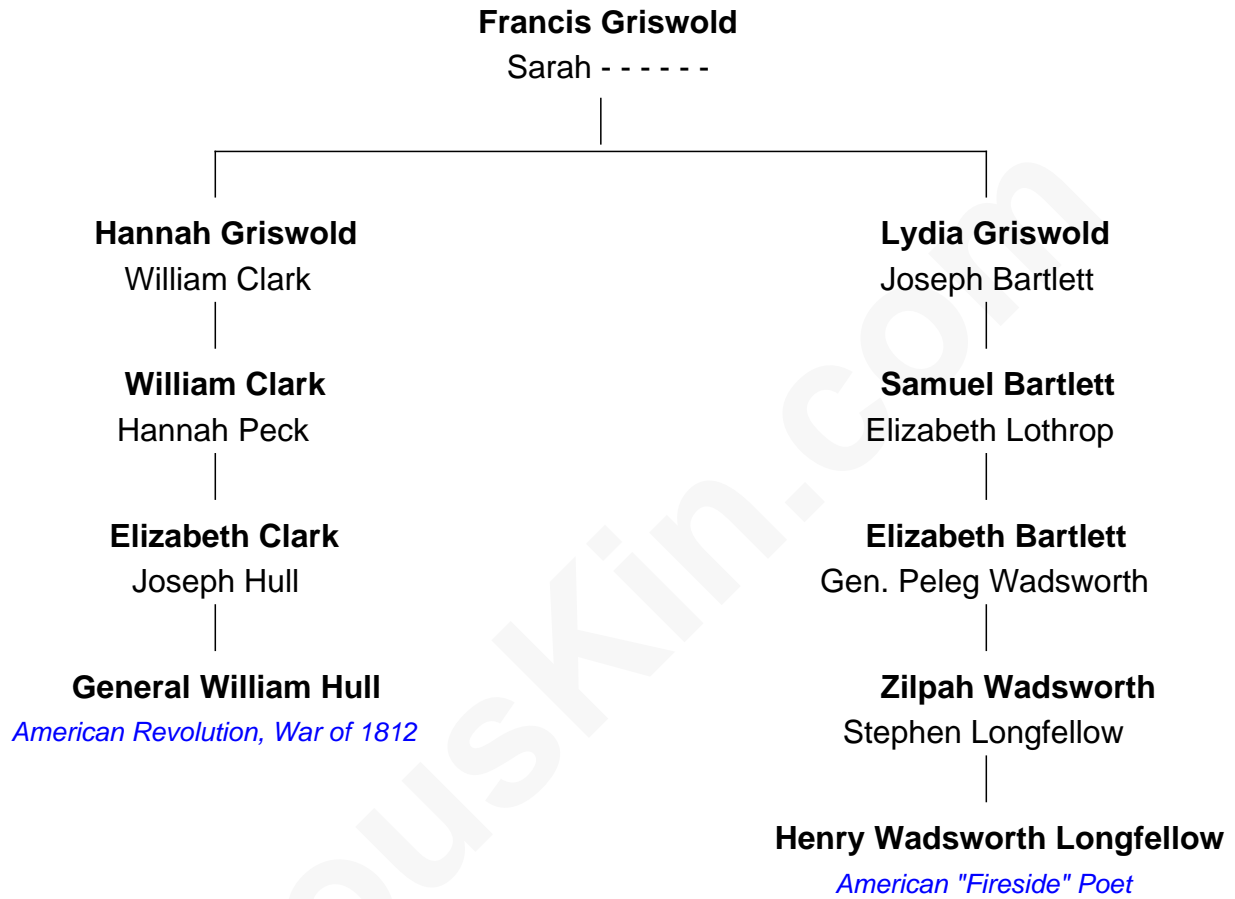 Francis Griswold
Sarah - - - - - -
Hannah Griswold
William Clark
Lydia Griswold
Joseph Bartlett
William Clark
Hannah Peck
Samuel Bartlett
Elizabeth Lothrop
Elizabeth Clark
Joseph Hull
Elizabeth Bartlett
Gen. Peleg Wadsworth
General William Hull
American Revolution, War of 1812
Zilpah Wadsworth
Stephen Longfellow
Henry Wadsworth Longfellow
American "Fireside" Poet
ousKin.com